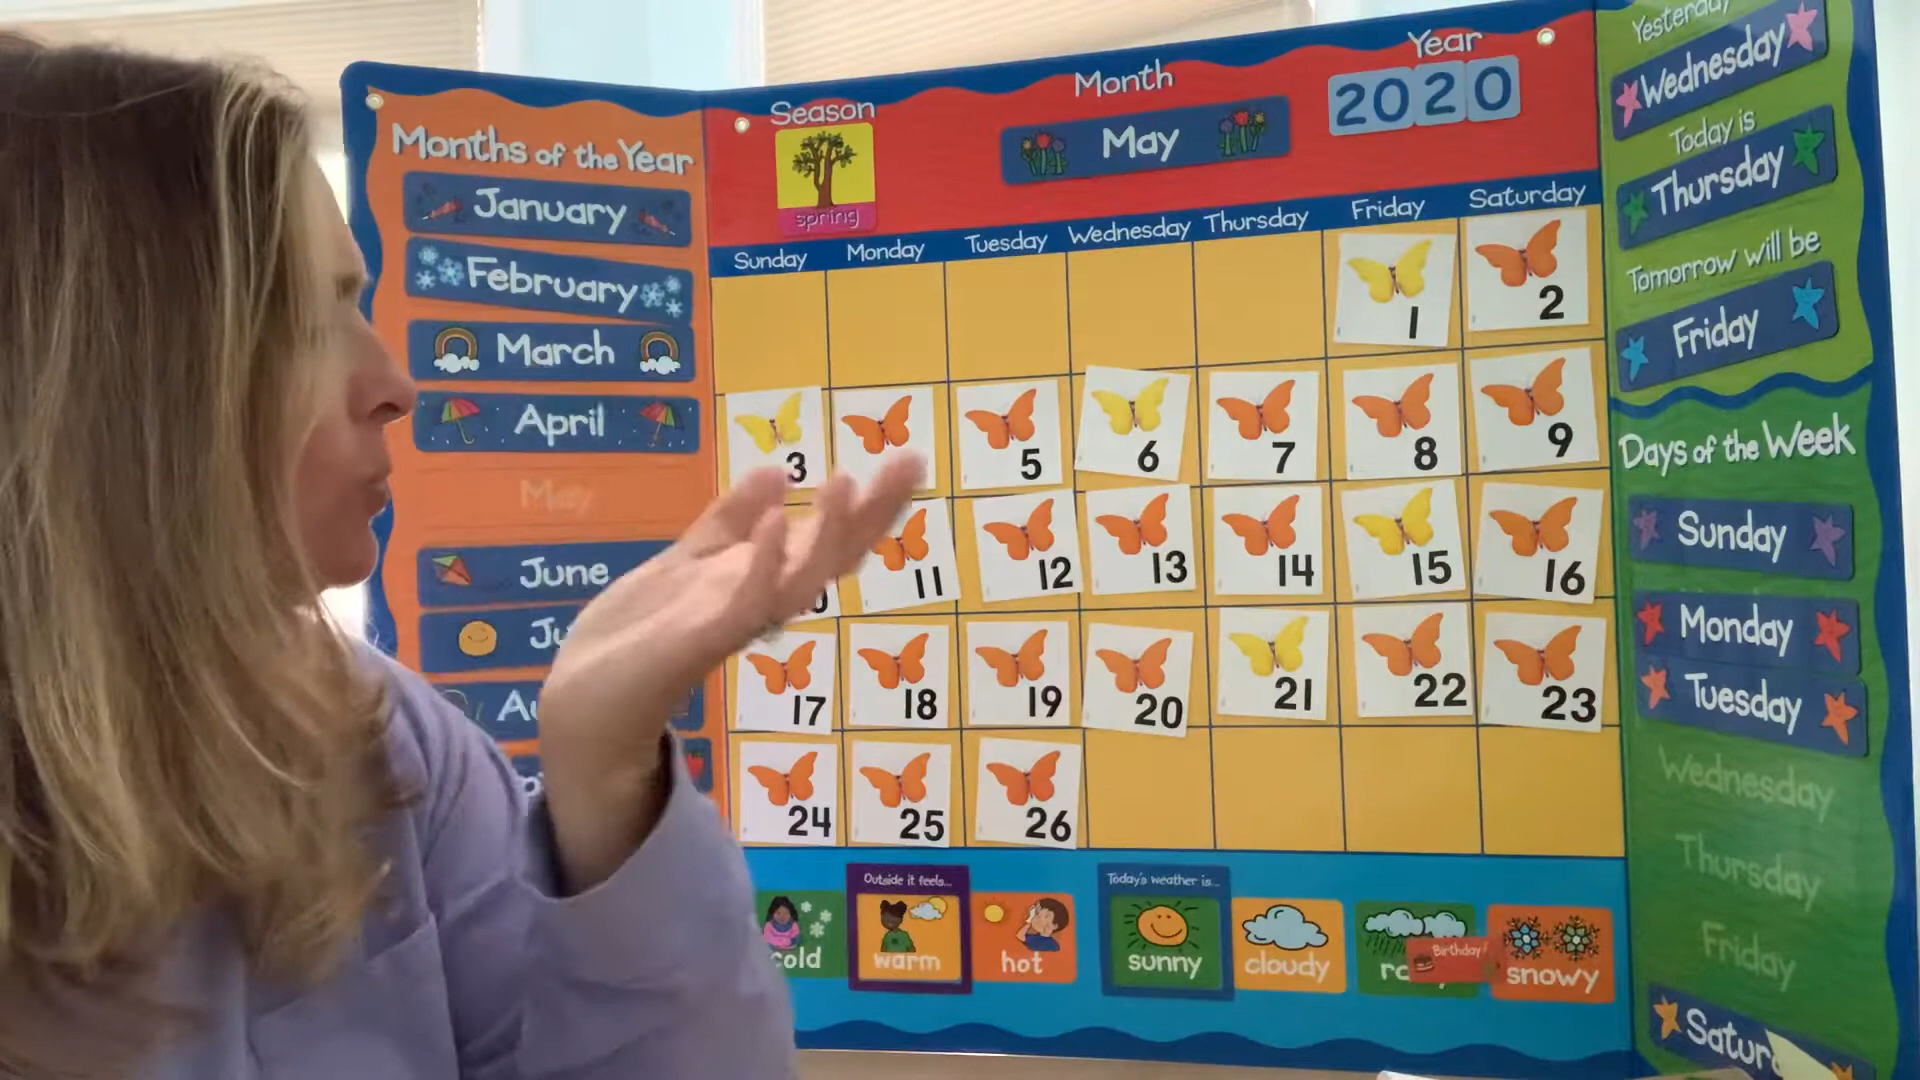 Months of the Year
January
February
March
April
May
June
Season
spring
Month
May
Year
2020
Sunday Monday Tuesday Wednesday Thursday Friday Saturday
1 2
3 5 6 7 8 9
11 12 13 14 15 16
17 18 19 20 21 22 23
24 25 26
cold
Outside it feels...
warm
hot
Today's weather is...
sunny
cloudy
Birthday!
snowy
Yesterday
Wednesday
Today is
Thursday
Tomorrow will be
Friday
Days of the Week
Sunday
Monday
Tuesday
Wednesday
Thursday
Friday